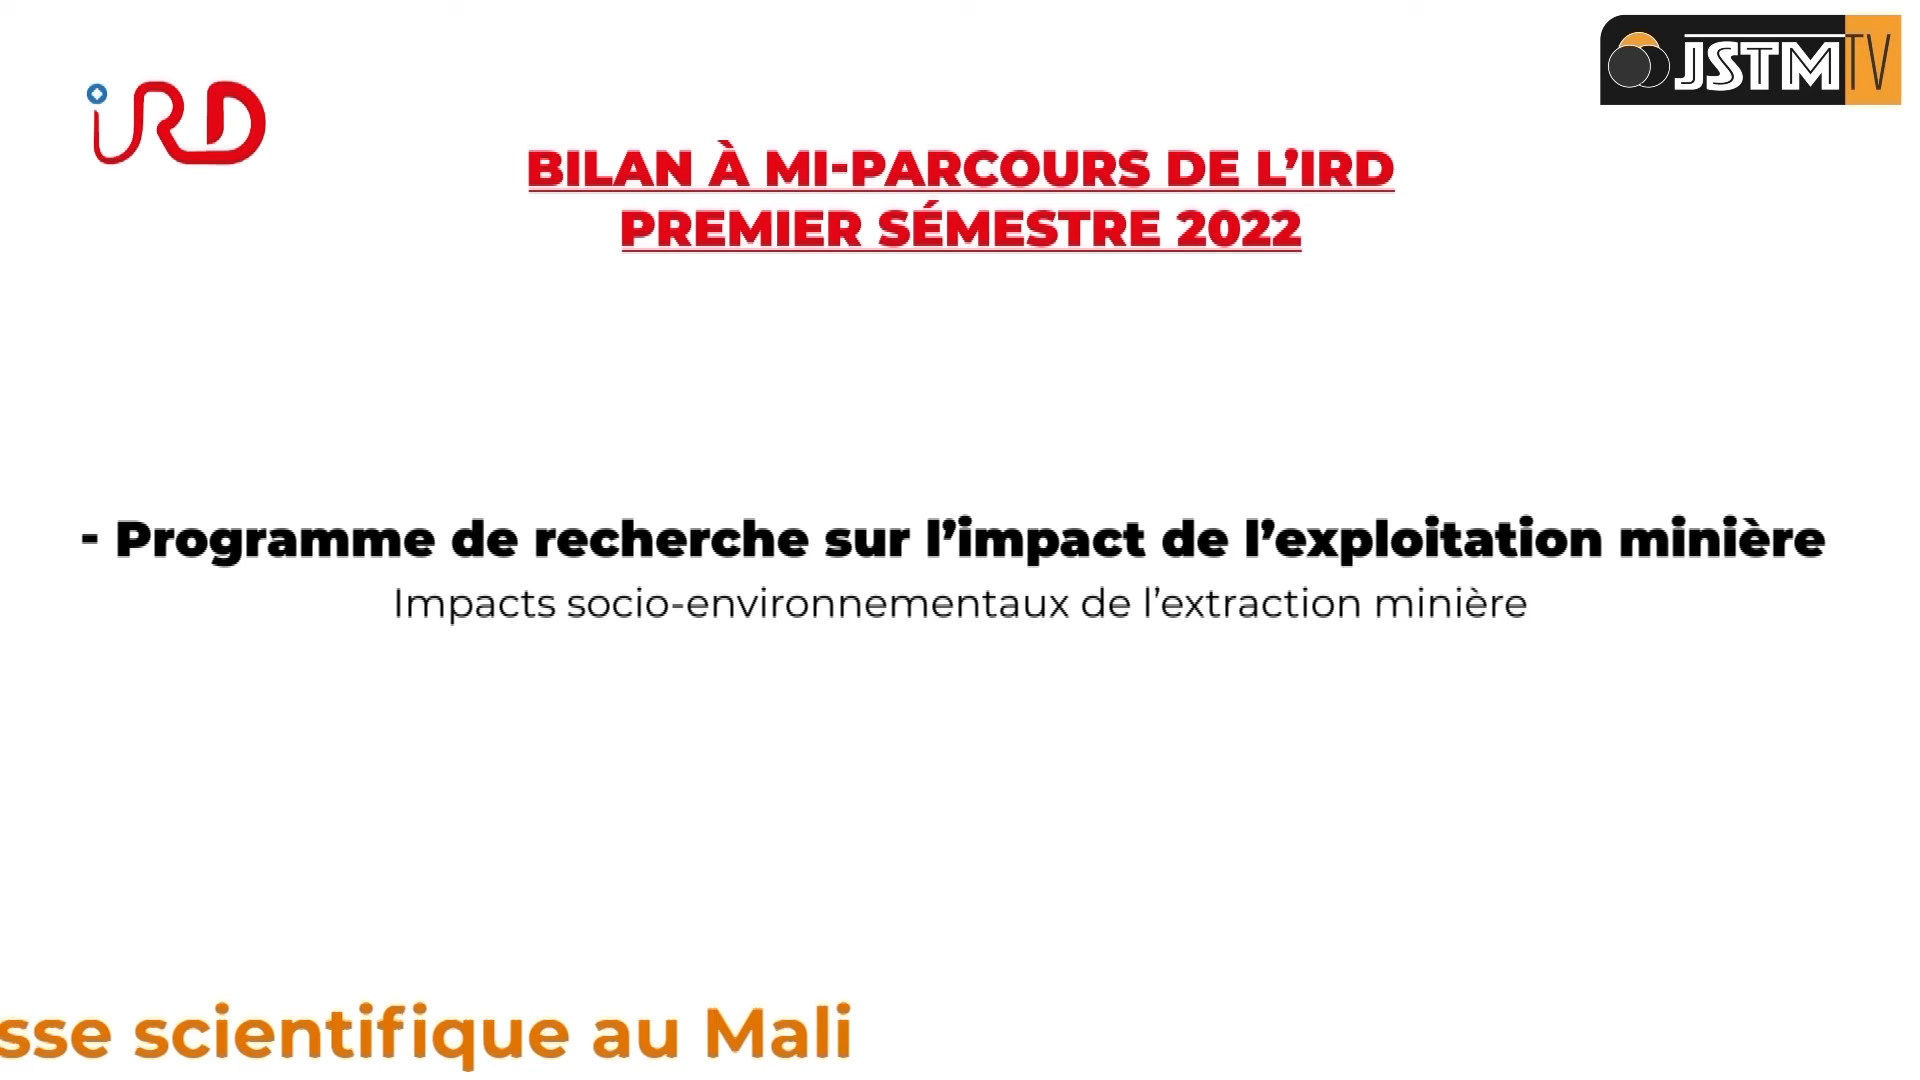 iRD
JSTMTV
BILAN À MI-PARCOURS DE L’IRD
PREMIER SÉMESTRE 2022
- Programme de recherche sur l’impact de l’exploitation minière
Impacts socio-environnementaux de l’extraction minière
sse scientifique au Mali